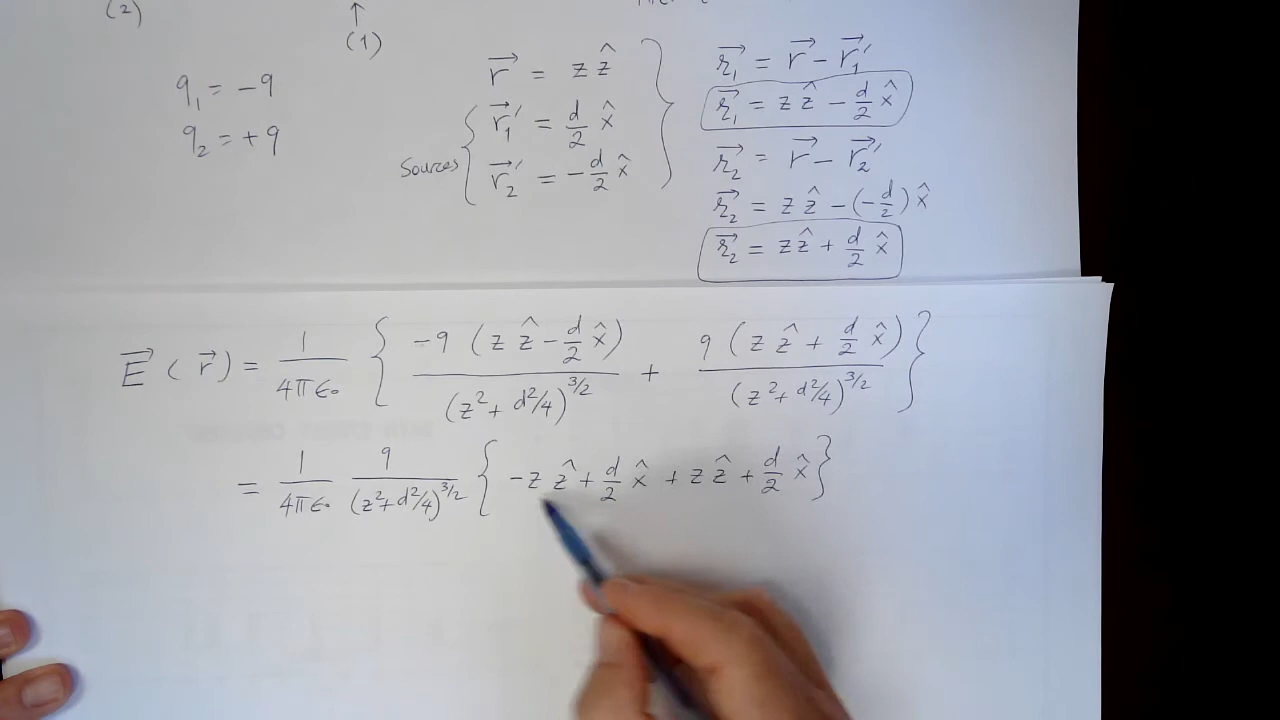 (2)
(1)
q₁ = -q
q₂ = +q
r⃗ = z ẑ
Sources { r⃗₁' = d/2 x̂
r⃗₂' = -d/2 x̂
𝓇⃗₁ = r⃗ - r⃗₁'
𝓇⃗₁ = z ẑ - d/2 x̂
𝓇⃗₂ = r⃗ - r⃗₂'
𝓇⃗₂ = z ẑ - (-d/2) x̂
𝓇⃗₂ = z ẑ + d/2 x̂
E⃗ (r⃗) = 1/4πε₀ { -q (z ẑ - d/2 x̂)/(z² + d²/4)^3/2 + q (z ẑ + d/2 x̂)/(z² + d²/4)^3/2 }
= 1/4πε₀ q/(z² + d²/4)^3/2 { -z ẑ + d/2 x̂ + z ẑ + d/2 x̂ }